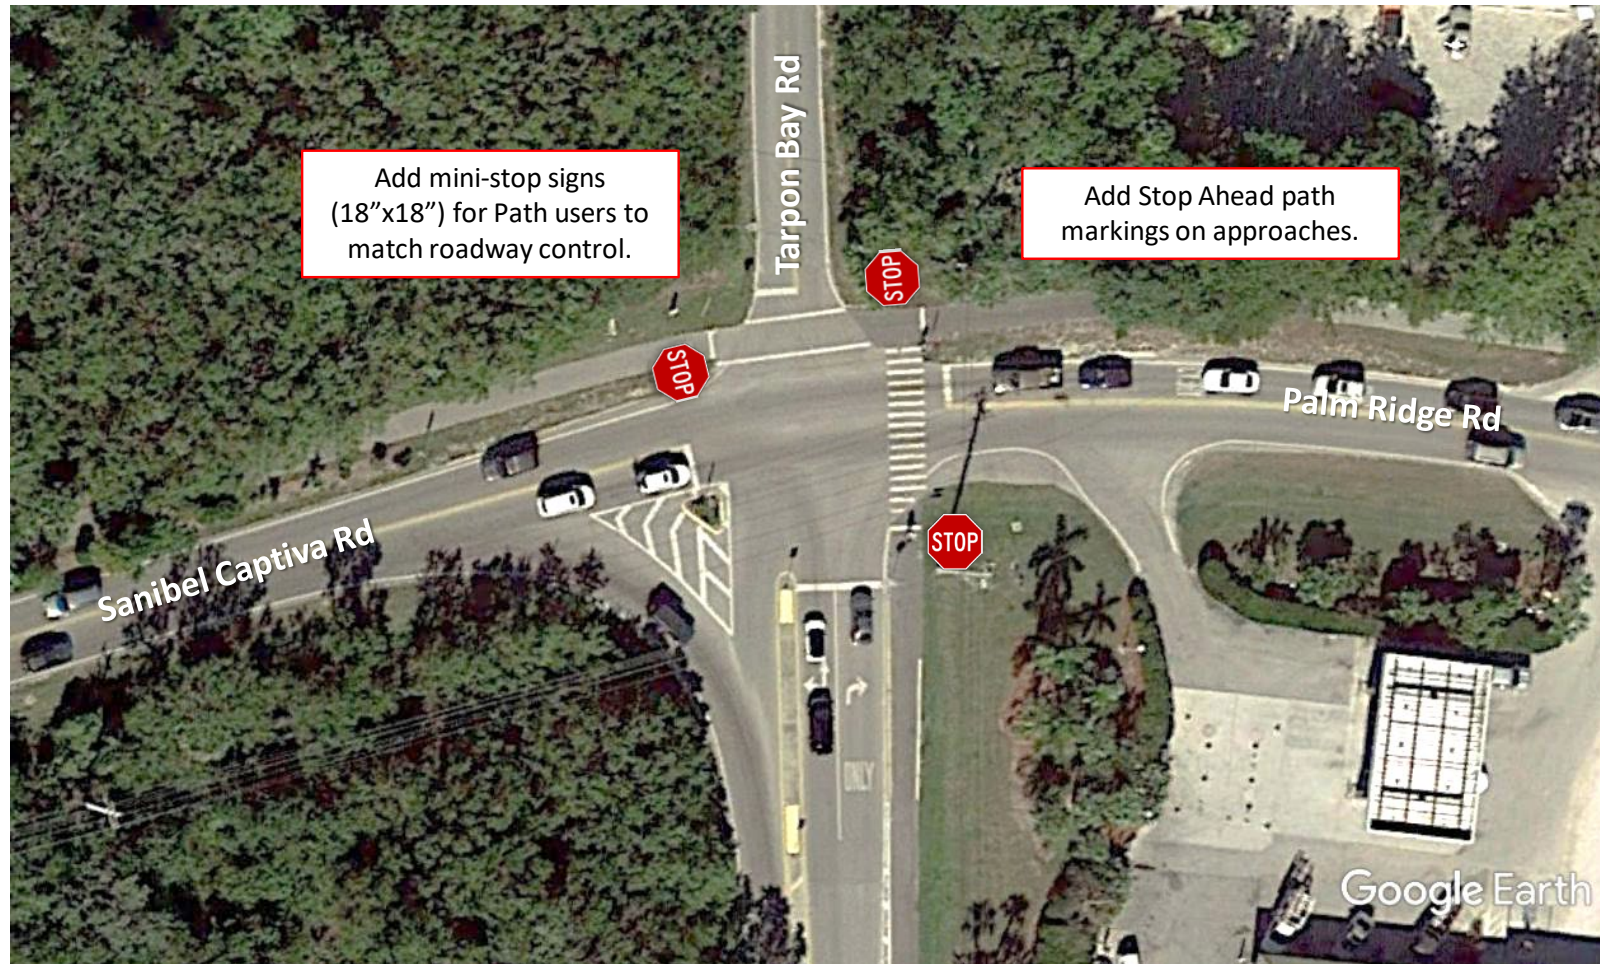 Tarpon Bay Rd
Add mini-stop signs
(18”x18”) for Path users to
match roadway control.
Add Stop Ahead path
markings on approaches.
STOP
STOP
Palm Ridge Rd
Sanibel Captiva Rd
STOP
ONLY
Google Earth